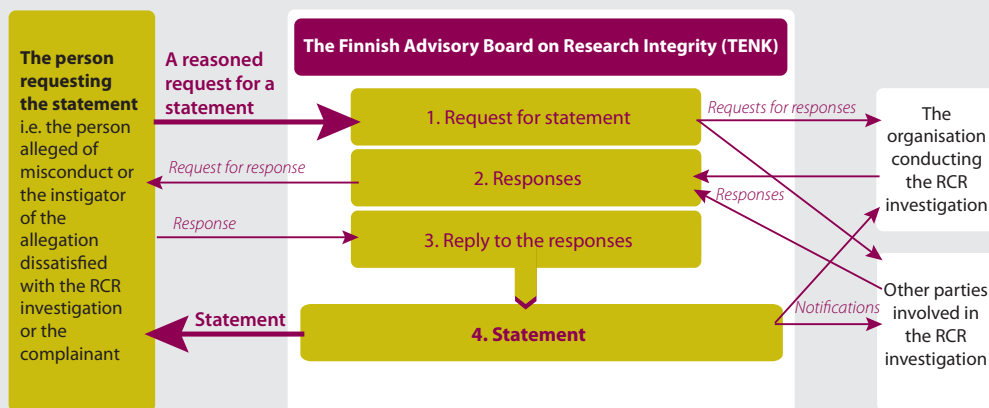 The person
requesting
the statement
i.e. the person
alleged of
misconduct or
the instigator
of the
allegation
dissatisfied
with the RCR
investigation
or the
complainant
A reasoned
request for a
statement
Request for response
Response
Statement
The Finnish Advisory Board on Research Integrity (TENK)
1. Request for statement
2. Responses
3. Reply to the responses
4. Statement
Requests for responses
Responses
Notifications
The
organisation
conducting
the RCR
investigation
Other parties
involved in
the RCR
investigation